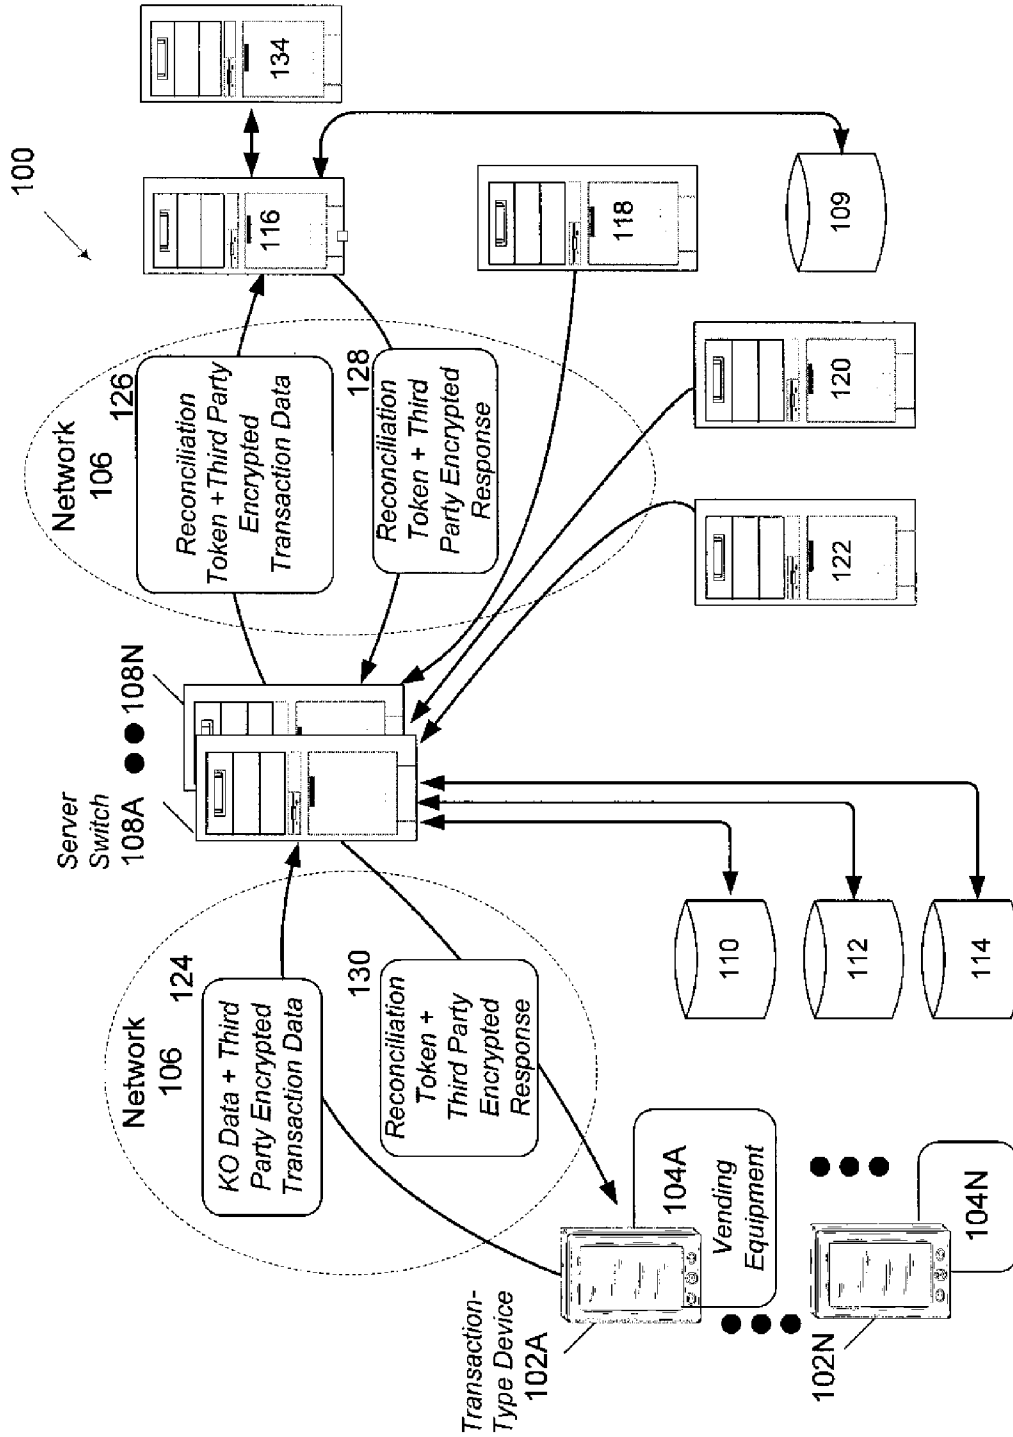 100
134
116
118
109
120
122
Network
106
126
Reconciliation
Token +Third Party
Encrypted
Transaction Data
128
Reconciliation
Token + Third
Party Encrypted
Response
Server
Switch
108A
108N
110
112
114
Network
106
124
KO Data + Third
Party Encrypted
Transaction Data
130
Reconciliation
Token +
Third Party
Encrypted
Response
Transaction-
Type Device
102A
104A
Vending
Equipment
102N
104N